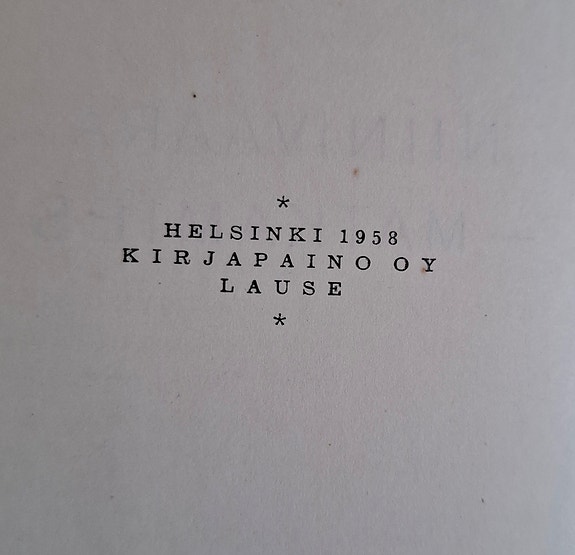 *
HELSINKI 1958
KIRJAPAINO OY
LAUSE
*